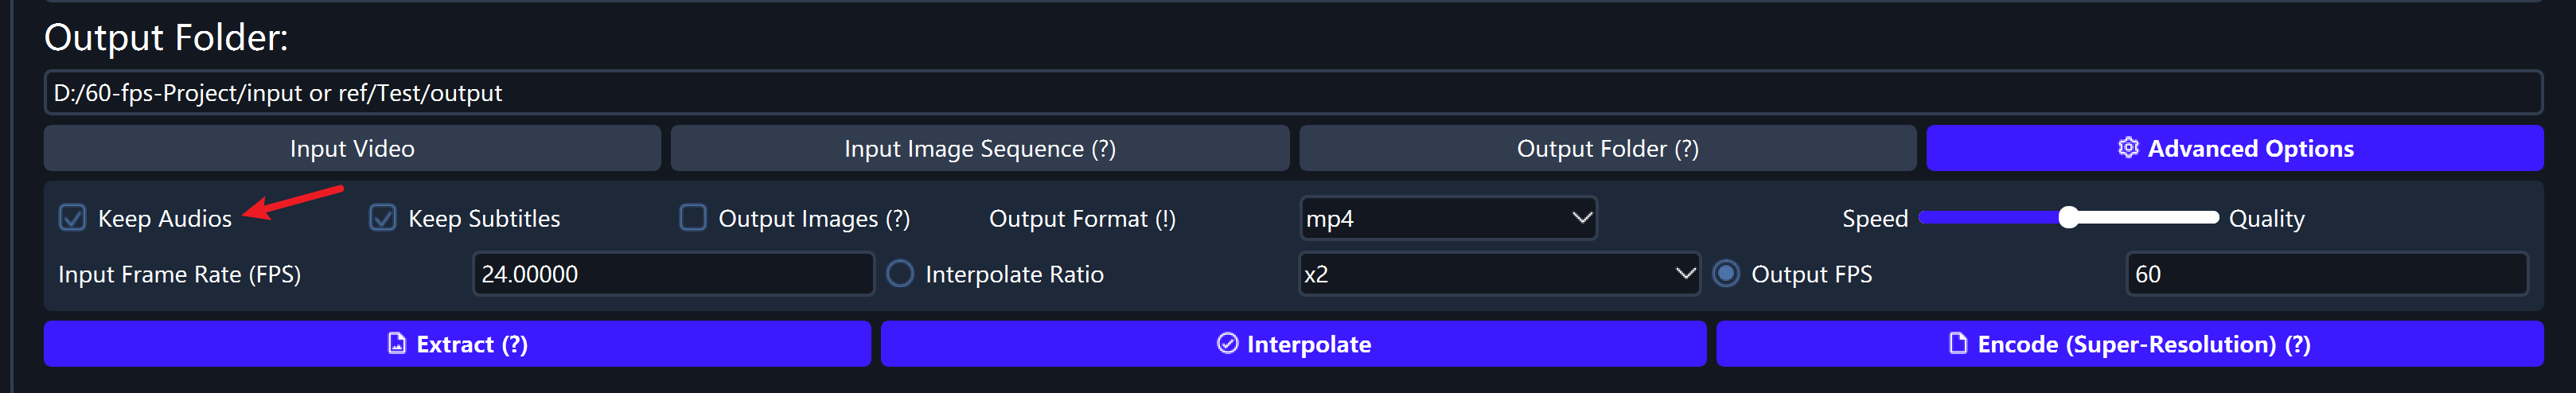 Output Folder:
D:/60-fps-Project/input or ref/Test/output
Input Video Input Image Sequence (?) Output Folder (?) Advanced Options
Keep Audios Keep Subtitles Output Images (?) Output Format (!) mp4 Speed Quality
Input Frame Rate (FPS) 24.00000 Interpolate Ratio x2 Output FPS 60
Extract (?) Interpolate Encode (Super-Resolution) (?)